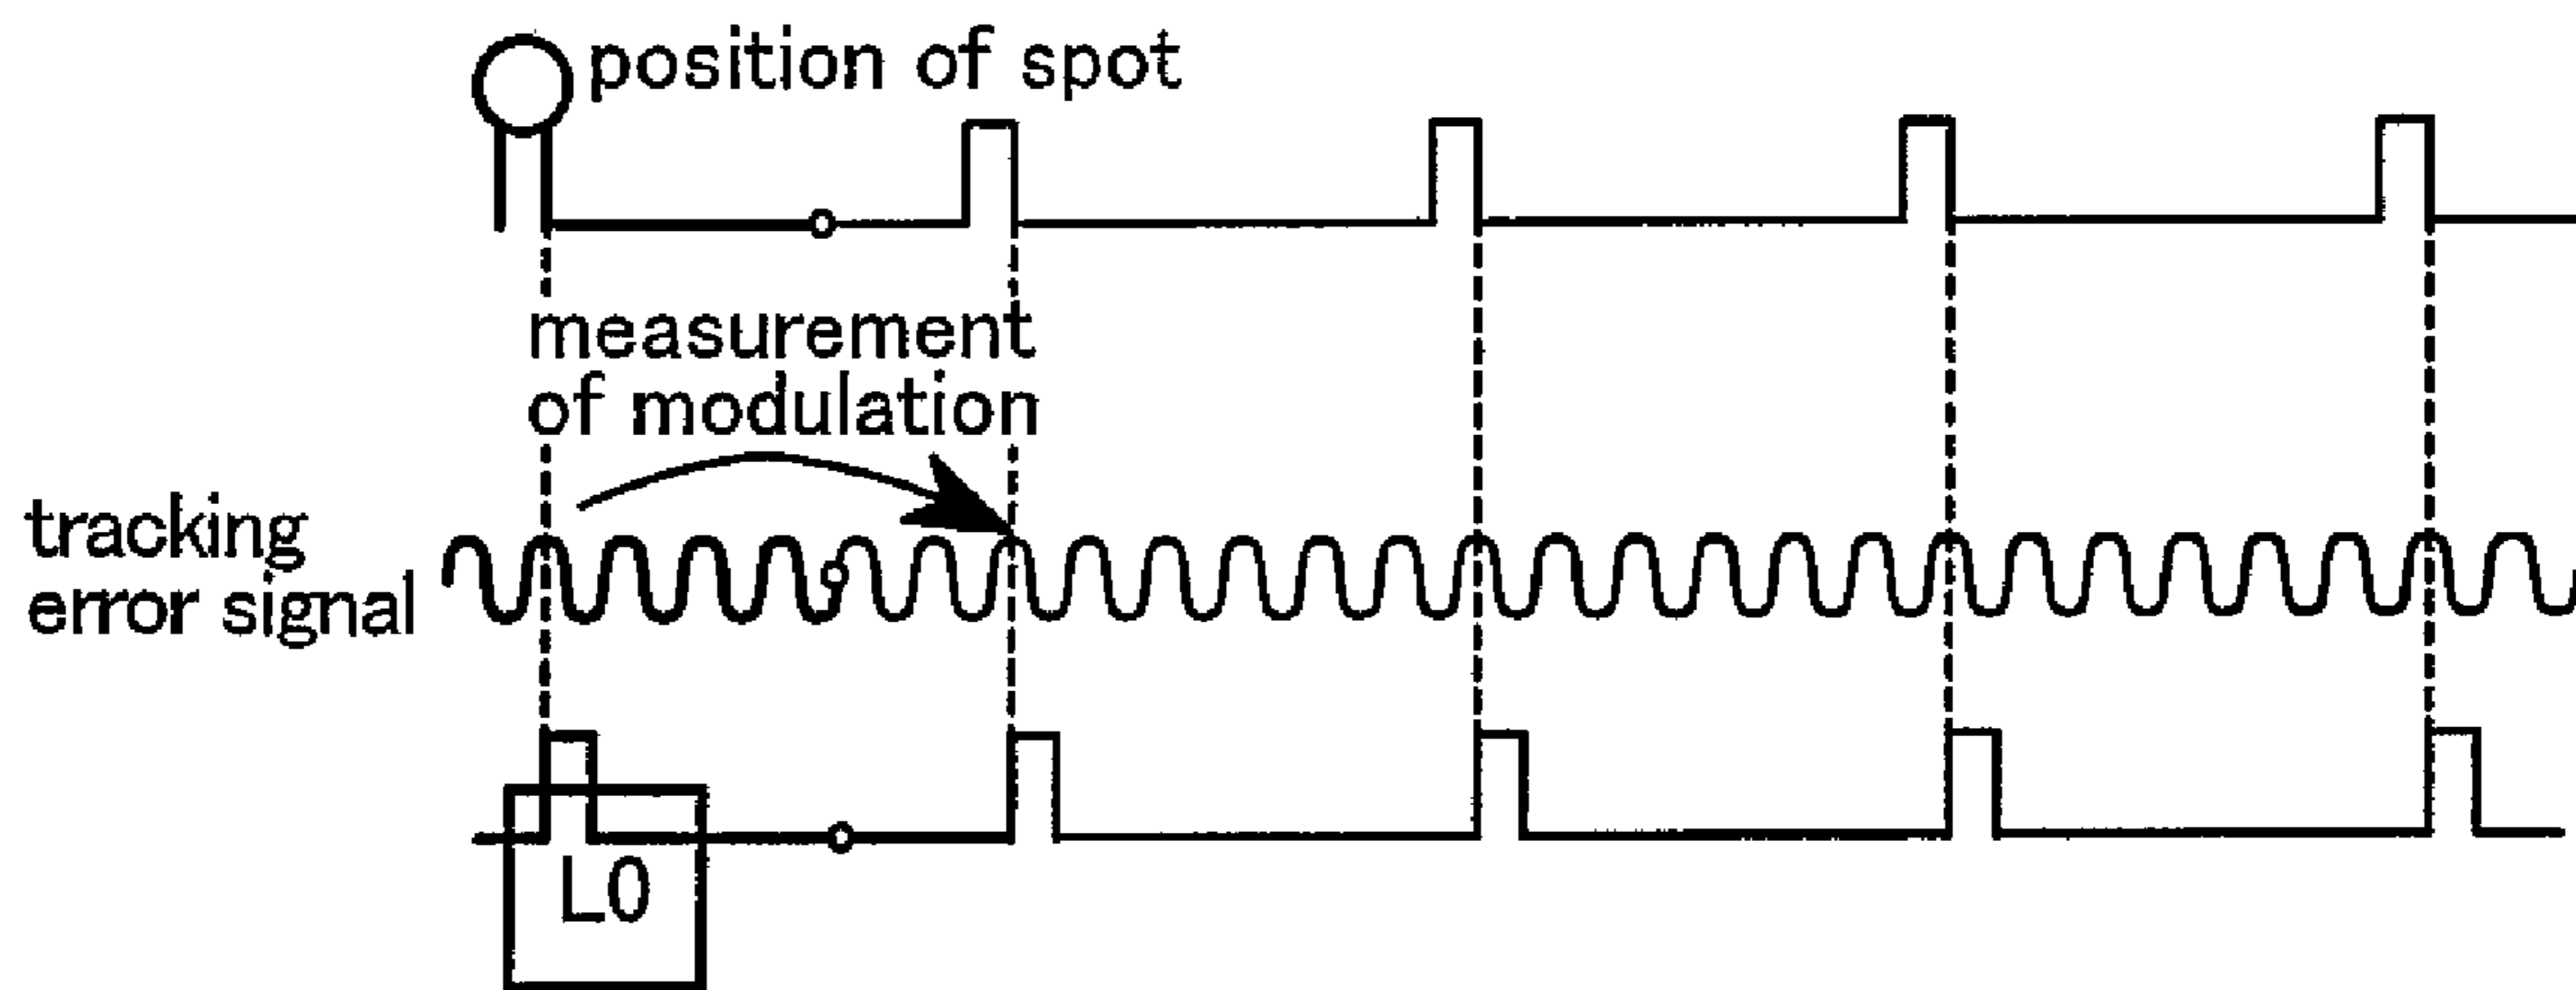 position of spot
measurement
of modulation
tracking
error signal
L0